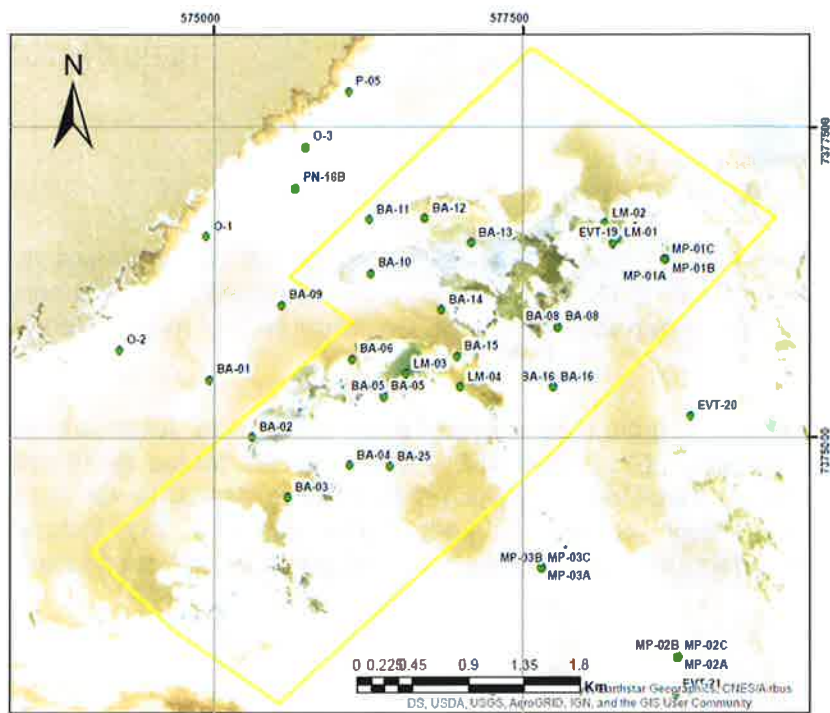 575000 577500
N
P-05
7377500
O-3
PN-16B
BA-11 BA-12 LM-02
O-1 BA-13 EVT-19 LM-01
MP-01C
MP-01A MP-01B
BA-10
BA-09 BA-14
BA-08 BA-08
O-2
BA-06 BA-15
LM-03
BA-01 BA-05 BA-05 LM-04 BA-16 BA-16
EVT-20
BA-02
7375000
BA-04 BA-25
BA-03
MP-03B MP-03C
MP-03A
MP-02B MP-02C
MP-02A
0 0.225 0.45 0.9 1.35 1.8
Km
EVT-21
Earthstar Geographics, CNES/Airbus
DS, USDA, USGS, AeroGRID, IGN, and the GIS User Community